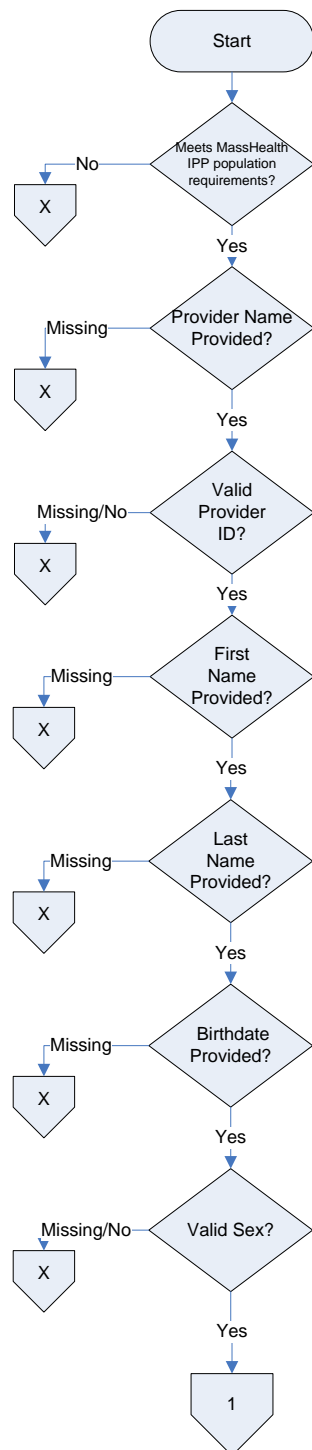 Start
Meets MassHealth
IPP population
requirements?
No
X
Yes
Provider Name
Provided?
Missing
X
Yes
Valid
Provider
ID?
Missing/No
X
Yes
First
Name
Provided?
Missing
X
Yes
Last
Name
Provided?
Missing
X
Yes
Birthdate
Provided?
Missing
X
Yes
Valid Sex?
Missing/No
X
Yes
1